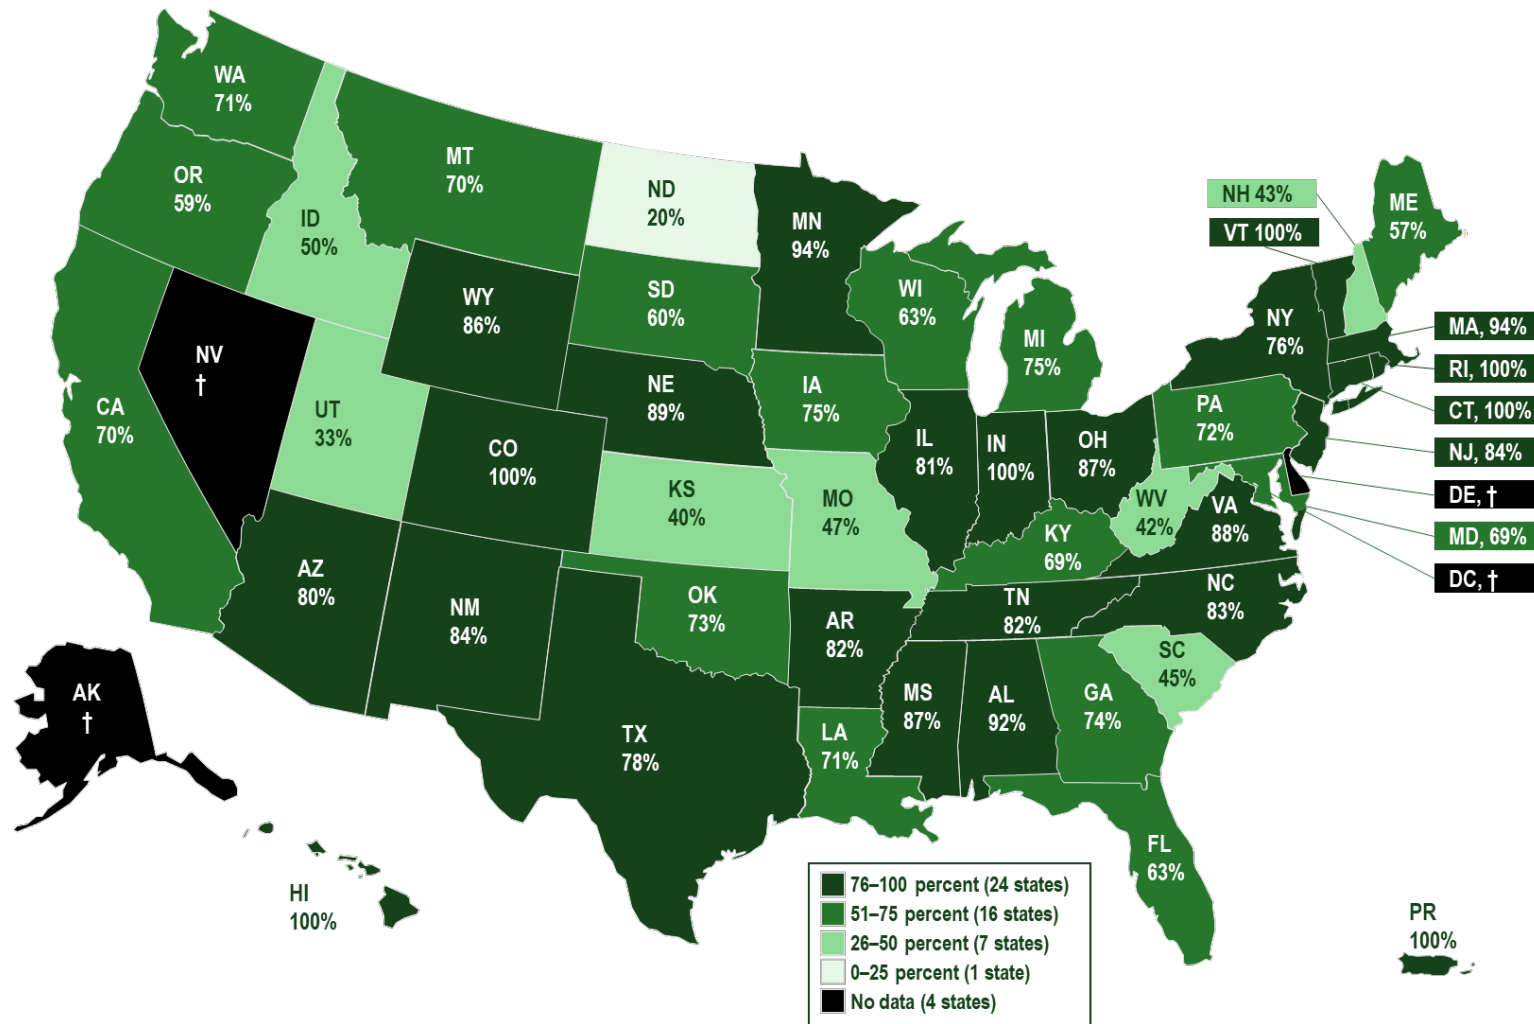 WA
71%
OR
59%
CA
70%
NV
†
ID
50%
MT
70%
WY
86%
UT
33%
AZ
80%
CO
100%
NM
84%
ND
20%
SD
60%
NE
89%
KS
40%
OK
73%
TX
78%
MN
94%
IA
75%
MO
47%
AR
82%
LA
71%
WI
63%
IL
81%
MI
75%
IN
100%
OH
87%
KY
69%
TN
82%
MS
87%
AL
92%
GA
74%
FL
63%
SC
45%
NC
83%
VA
88%
WV
42%
PA
72%
NY
76%
ME
57%
NH 43%
VT 100%
MA, 94%
RI, 100%
CT, 100%
NJ, 84%
DE, †
MD, 69%
DC, †
AK
†
HI
100%
PR
100%
76–100 percent (24 states)
51–75 percent (16 states)
26–50 percent (7 states)
0–25 percent (1 state)
No data (4 states)